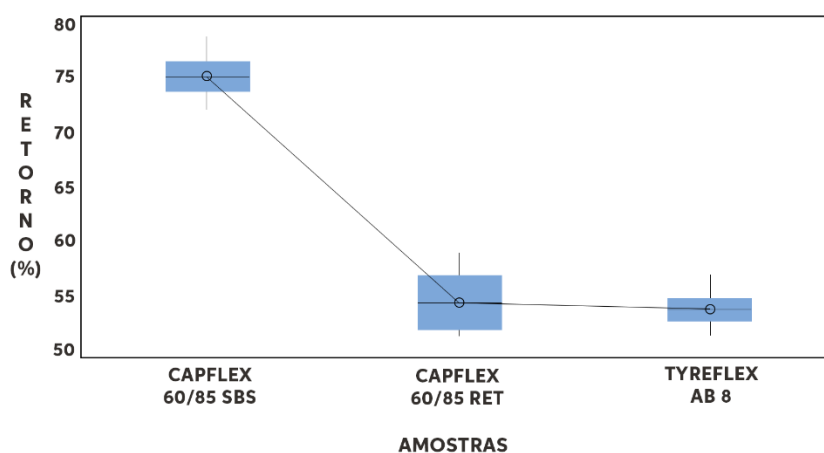 80
75
70
65
60
55
50
RETORNO
(%)
CAPFLEX
60/85 SBS
CAPFLEX
60/85 RET
TYREFLEX
AB 8
AMOSTRAS